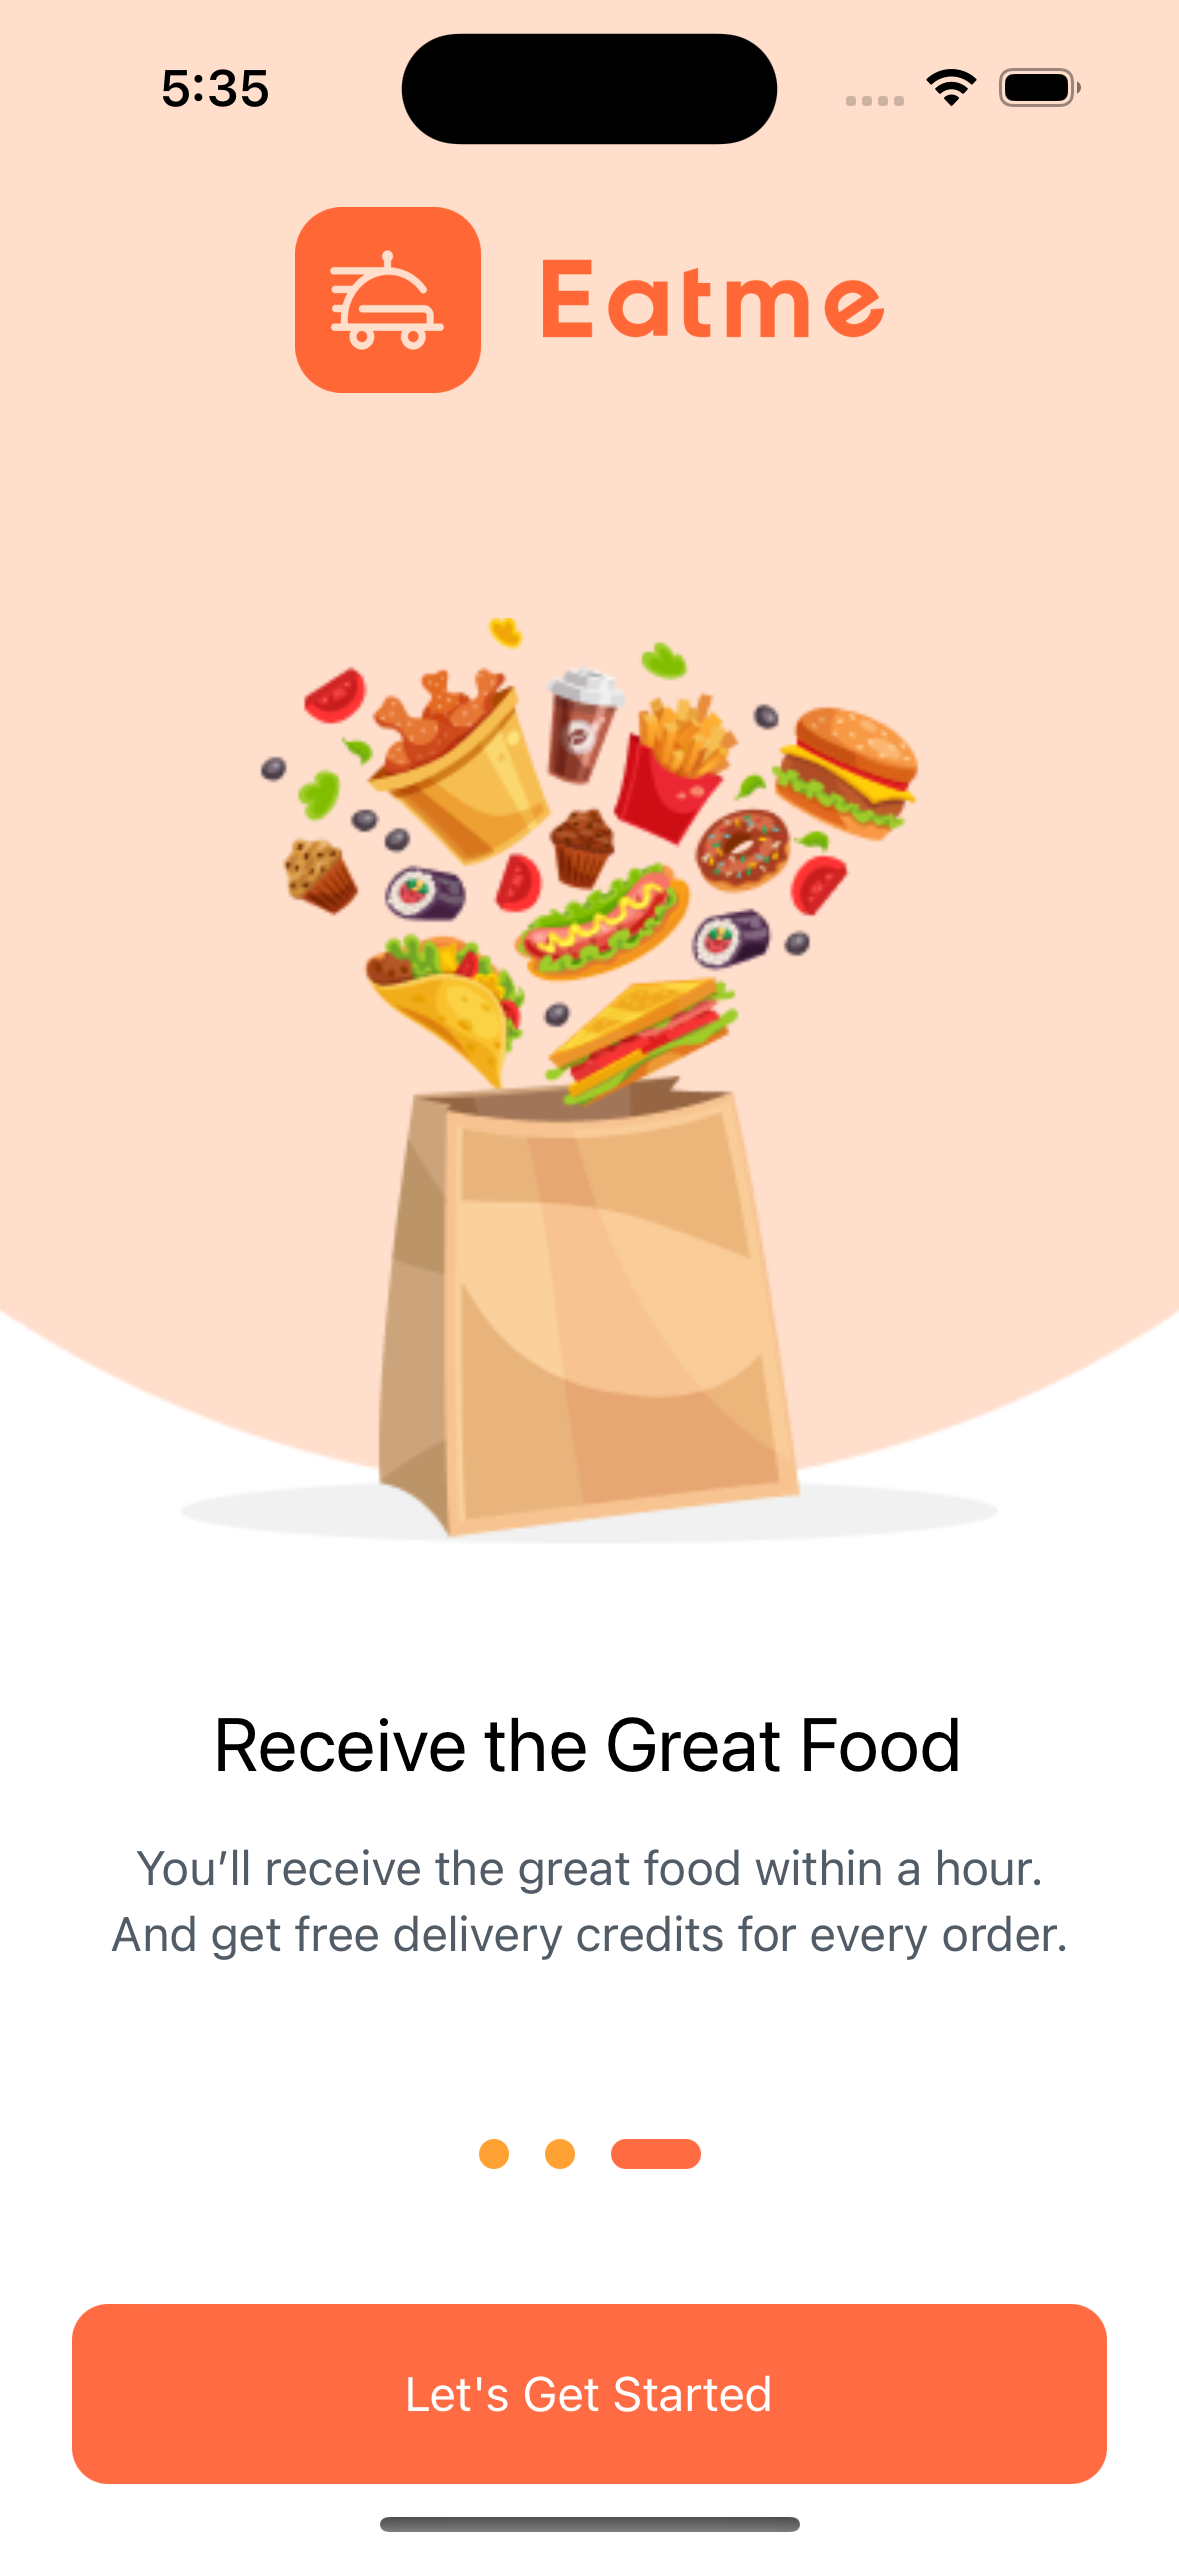 5:35
Eatme
Receive the Great Food
You’ll receive the great food within a hour.
And get free delivery credits for every order.
Let's Get Started